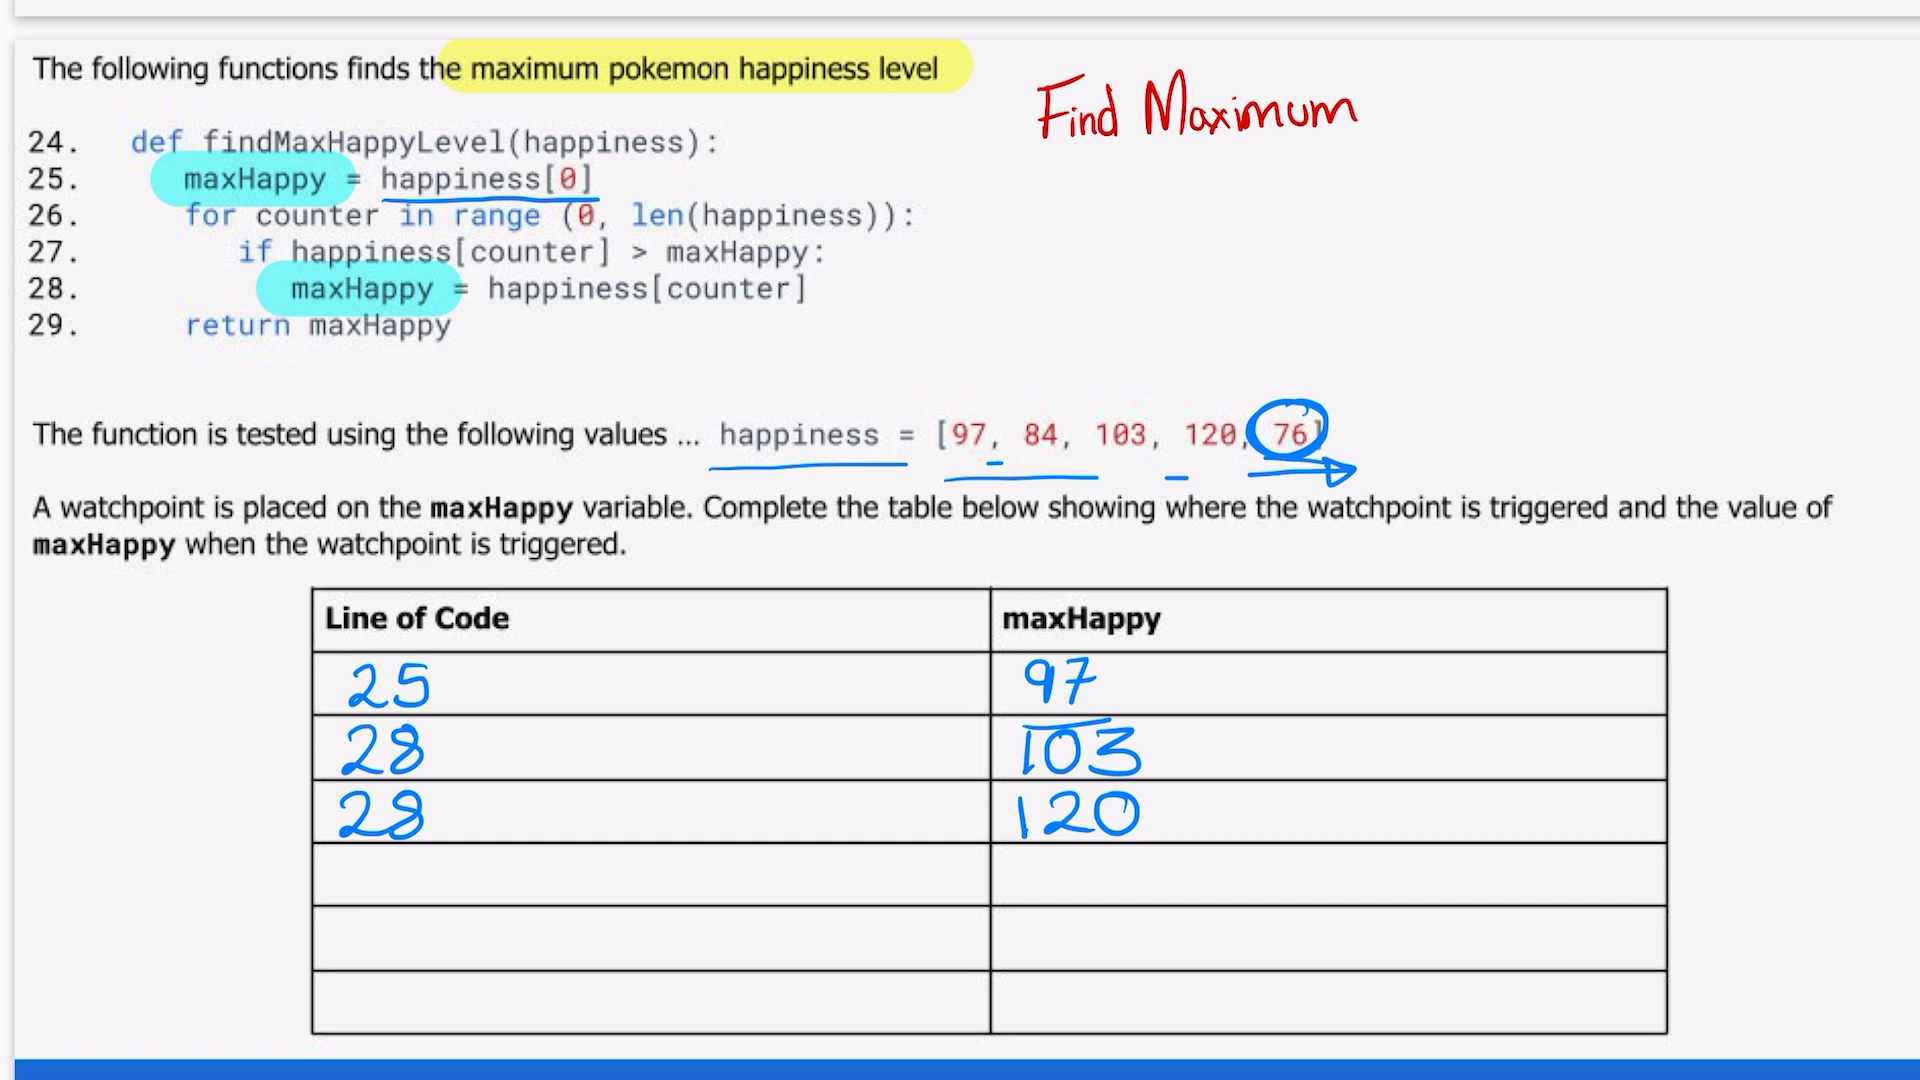 The following functions finds the maximum pokemon happiness level
Find Maximum
24. def findMaxHappyLevel(happiness):
25. maxHappy = happiness[0]
26. for counter in range (0, len(happiness)):
27. if happiness[counter] > maxHappy:
28. maxHappy = happiness[counter]
29. return maxHappy
The function is tested using the following values ... happiness = [97, 84, 103, 120, 76]
A watchpoint is placed on the maxHappy variable. Complete the table below showing where the watchpoint is triggered and the value of
maxHappy when the watchpoint is triggered.
Line of Code maxHappy
25 97
28 103
28 120